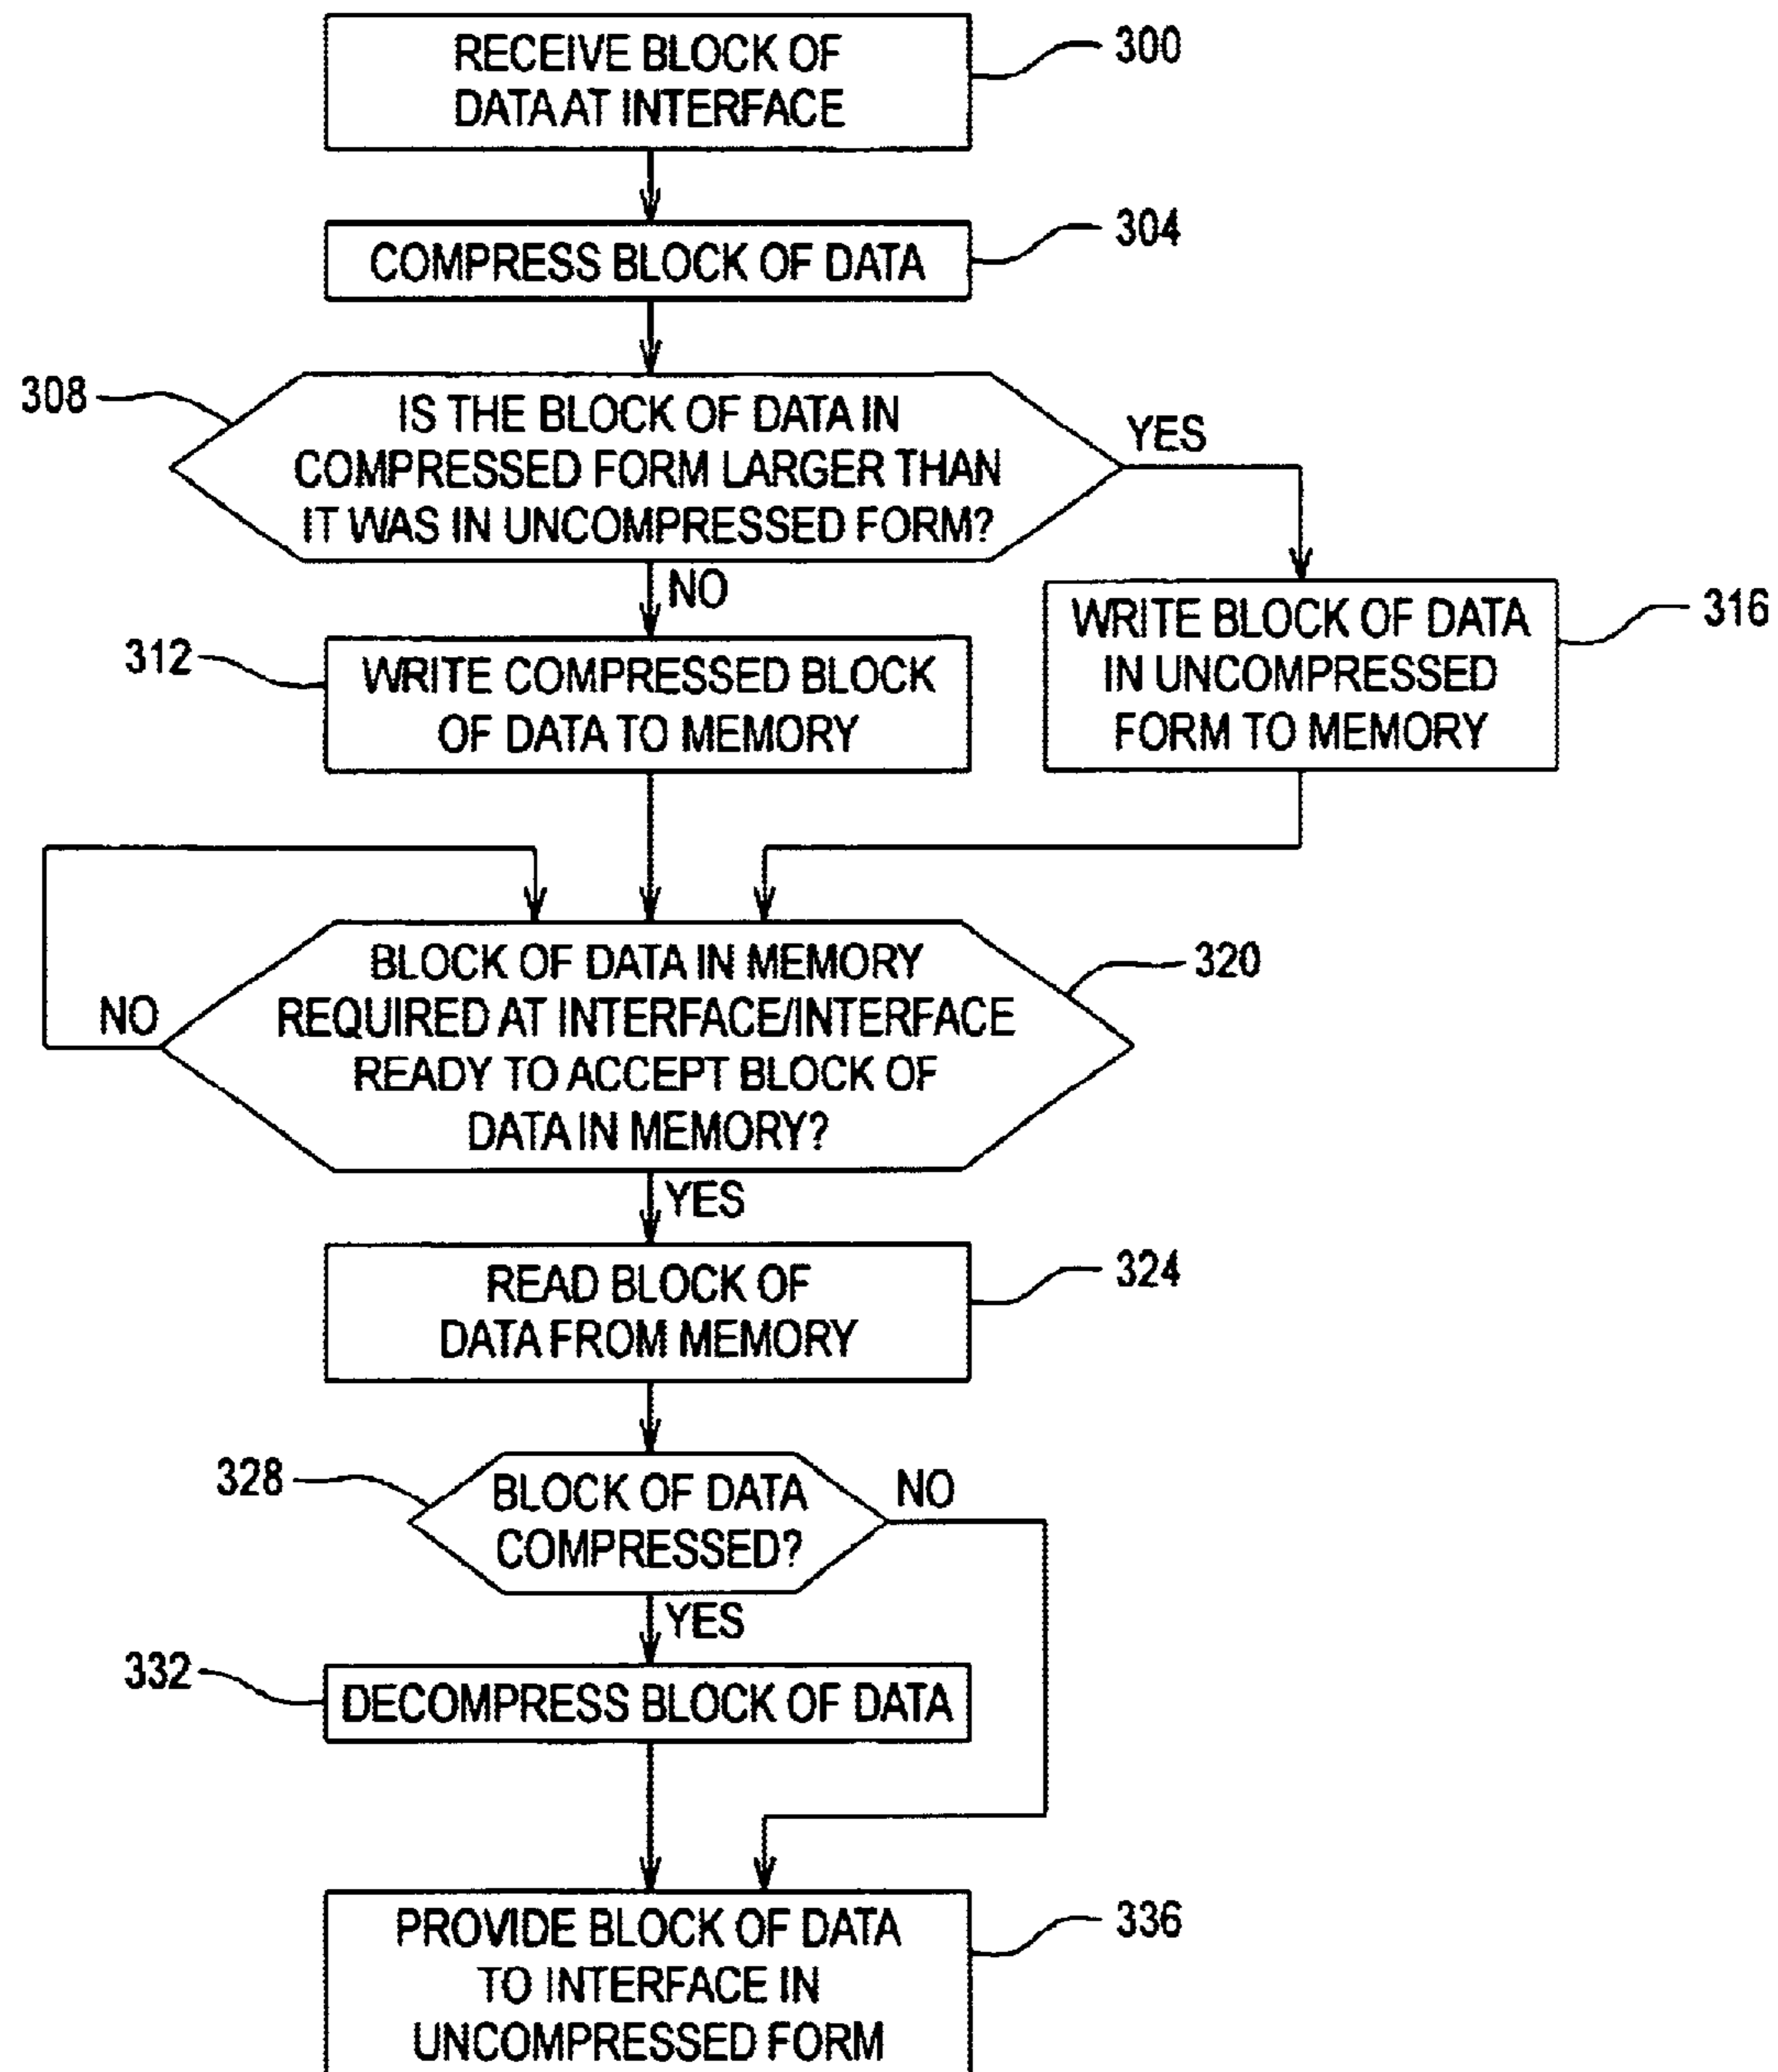 RECEIVE BLOCK OF
DATA AT INTERFACE
300
COMPRESS BLOCK OF DATA
304
308
IS THE BLOCK OF DATA IN
COMPRESSED FORM LARGER THAN
IT WAS IN UNCOMPRESSED FORM?
YES
NO
312
WRITE COMPRESSED BLOCK
OF DATA TO MEMORY
WRITE BLOCK OF DATA
IN UNCOMPRESSED
FORM TO MEMORY
316
BLOCK OF DATA IN MEMORY
REQUIRED AT INTERFACE/INTERFACE
READY TO ACCEPT BLOCK OF
DATA IN MEMORY?
320
NO
YES
READ BLOCK OF
DATA FROM MEMORY
324
328
BLOCK OF DATA
COMPRESSED?
NO
YES
332
DECOMPRESS BLOCK OF DATA
PROVIDE BLOCK OF DATA
TO INTERFACE IN
UNCOMPRESSED FORM
336